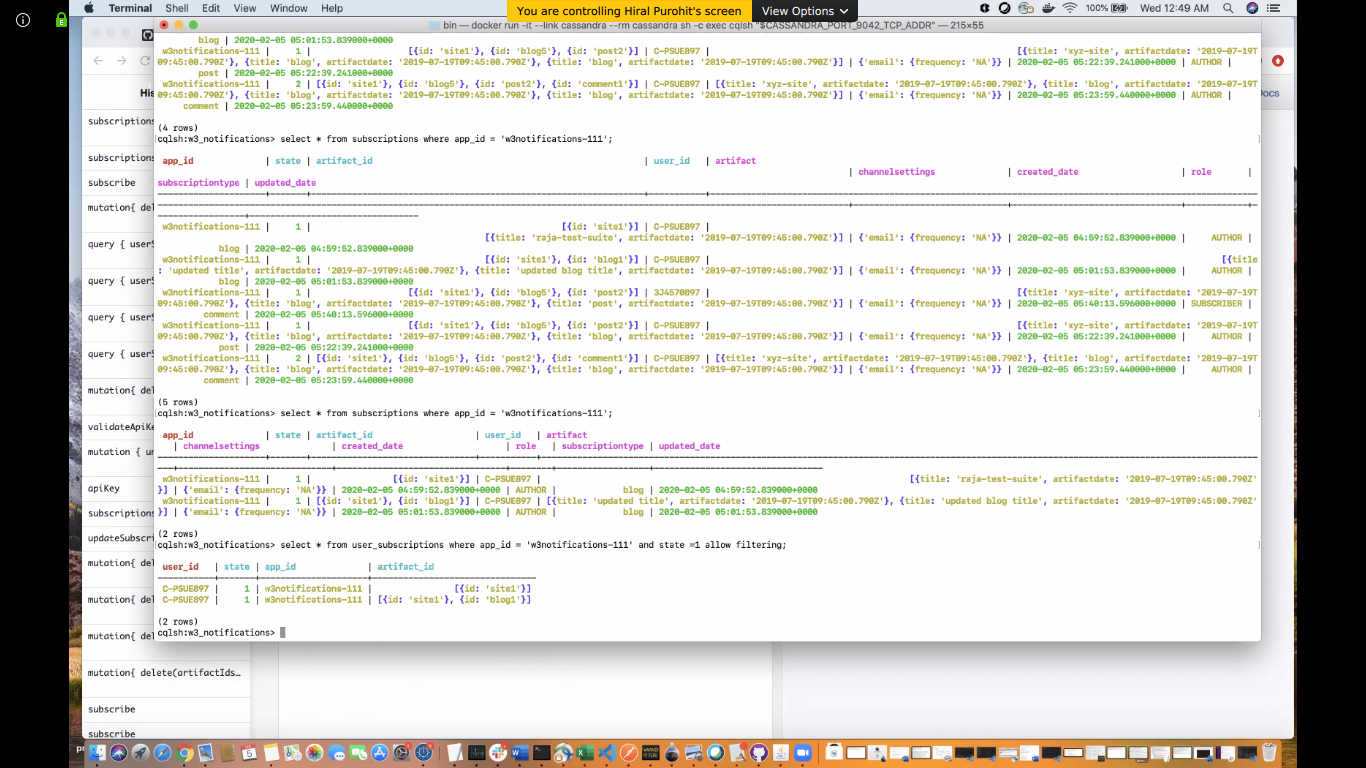 Terminal Shell Edit View Window Help
You are controlling Hiral Purohit's screen
View Options
100% Wed 12:49 AM
bin — docker run -it --link cassandra --rm cassandra sh -c exec cqlsh "$CASSANDRA_PORT_9042_TCP_ADDR" — 215×55
blog | 2020-02-05 05:01:53.839000+0000
w3notifications-111 | 1 | [{id: 'site1'}, {id: 'blog5'}, {id: 'post2'}] | C-PSUE897 | [{title: 'xyz-site', artifactdate: '2019-07-19T
09:45:00.790Z'}, {title: 'blog', artifactdate: '2019-07-19T09:45:00.790Z'}, {title: 'blog', artifactdate: '2019-07-19T09:45:00.790Z'}] | {'email': {frequency: 'NA'}} | 2020-02-05 05:22:39.241000+0000 | AUTHOR |
post | 2020-02-05 05:22:39.241000+0000
w3notifications-111 | 2 | [{id: 'site1'}, {id: 'blog5'}, {id: 'post2'}, {id: 'comment1'}] | C-PSUE897 | [{title: 'xyz-site', artifactdate: '2019-07-19T09:45:00.790Z'}, {title: 'blog', artifactdate: '2019-07-19T
09:45:00.790Z'}, {title: 'blog', artifactdate: '2019-07-19T09:45:00.790Z'}, {title: 'blog', artifactdate: '2019-07-19T09:45:00.790Z'}] | {'email': {frequency: 'NA'}} | 2020-02-05 05:23:59.440000+0000 | AUTHOR |
comment | 2020-02-05 05:23:59.440000+0000
(4 rows)
cqlsh:w3_notifications> select * from subscriptions where app_id = 'w3notifications-111';
app_id | state | artifact_id | user_id | artifact
| channelsettings | created_date | role |
subscriptiontype | updated_date
w3notifications-111 | 1 | [{id: 'site1'}] | C-PSUE897 |
[{title: 'raja-test-suite', artifactdate: '2019-07-19T09:45:00.790Z'}] | {'email': {frequency: 'NA'}} | 2020-02-05 04:59:52.839000+0000 | AUTHOR |
blog | 2020-02-05 04:59:52.839000+0000
w3notifications-111 | 1 | [{id: 'site1'}, {id: 'blog1'}] | C-PSUE897 | [{title
: 'updated title', artifactdate: '2019-07-19T09:45:00.790Z'}, {title: 'updated blog title', artifactdate: '2019-07-19T09:45:00.790Z'}] | {'email': {frequency: 'NA'}} | 2020-02-05 05:01:53.839000+0000 | AUTHOR |
blog | 2020-02-05 05:01:53.839000+0000
w3notifications-111 | 1 | [{id: 'site1'}, {id: 'blog5'}, {id: 'post2'}] | 3J4570897 | [{title: 'xyz-site', artifactdate: '2019-07-19T
09:45:00.790Z'}, {title: 'blog', artifactdate: '2019-07-19T09:45:00.790Z'}, {title: 'post', artifactdate: '2019-07-19T09:45:00.790Z'}] | {'email': {frequency: 'NA'}} | 2020-02-05 05:40:13.596000+0000 | SUBSCRIBER |
comment | 2020-02-05 05:40:13.596000+0000
w3notifications-111 | 1 | [{id: 'site1'}, {id: 'blog5'}, {id: 'post2'}] | C-PSUE897 | [{title: 'xyz-site', artifactdate: '2019-07-19T
09:45:00.790Z'}, {title: 'blog', artifactdate: '2019-07-19T09:45:00.790Z'}, {title: 'blog', artifactdate: '2019-07-19T09:45:00.790Z'}] | {'email': {frequency: 'NA'}} | 2020-02-05 05:22:39.241000+0000 | AUTHOR |
post | 2020-02-05 05:22:39.241000+0000
w3notifications-111 | 2 | [{id: 'site1'}, {id: 'blog5'}, {id: 'post2'}, {id: 'comment1'}] | C-PSUE897 | [{title: 'xyz-site', artifactdate: '2019-07-19T09:45:00.790Z'}, {title: 'blog', artifactdate: '2019-07-19T
09:45:00.790Z'}, {title: 'blog', artifactdate: '2019-07-19T09:45:00.790Z'}, {title: 'blog', artifactdate: '2019-07-19T09:45:00.790Z'}] | {'email': {frequency: 'NA'}} | 2020-02-05 05:23:59.440000+0000 | AUTHOR |
comment | 2020-02-05 05:23:59.440000+0000
(5 rows)
cqlsh:w3_notifications> select * from subscriptions where app_id = 'w3notifications-111';
app_id | state | artifact_id | user_id | artifact
| channelsettings | created_date | role | subscriptiontype | updated_date
w3notifications-111 | 1 | [{id: 'site1'}] | C-PSUE897 | [{title: 'raja-test-suite', artifactdate: '2019-07-19T09:45:00.790Z'
}] | {'email': {frequency: 'NA'}} | 2020-02-05 04:59:52.839000+0000 | AUTHOR | blog | 2020-02-05 04:59:52.839000+0000
w3notifications-111 | 1 | [{id: 'site1'}, {id: 'blog1'}] | C-PSUE897 | [{title: 'updated title', artifactdate: '2019-07-19T09:45:00.790Z'}, {title: 'updated blog title', artifactdate: '2019-07-19T09:45:00.790Z'
}] | {'email': {frequency: 'NA'}} | 2020-02-05 05:01:53.839000+0000 | AUTHOR | blog | 2020-02-05 05:01:53.839000+0000
(2 rows)
cqlsh:w3_notifications> select * from user_subscriptions where app_id = 'w3notifications-111' and state =1 allow filtering;
user_id | state | app_id | artifact_id
C-PSUE897 | 1 | w3notifications-111 | [{id: 'site1'}]
C-PSUE897 | 1 | w3notifications-111 | [{id: 'site1'}, {id: 'blog1'}]
(2 rows)
cqlsh:w3_notifications>
His
subscriptions
subscriptions
subscribe
mutation{ del
query { userS
query { userS
query { userS
query { userS
mutation{ del
validateApiKe
mutation { un
apiKey
subscriptions
updateSubscri
mutation{ del
mutation{ del
mutation{ del
mutation{ delete(artifactIds...
subscribe
subscribe
Docs